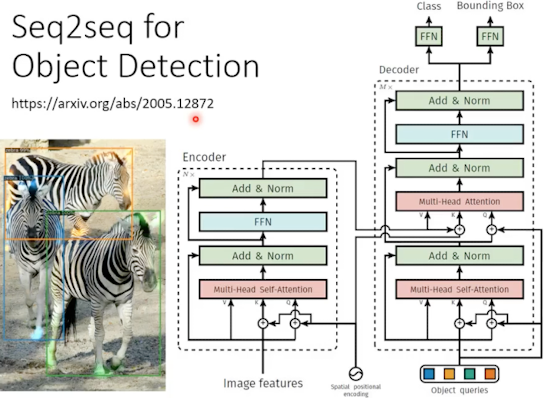 Seq2seq for
Object Detection
https://arxiv.org/abs/2005.12872
Encoder
N×
Add & Norm
FFN
Add & Norm
Multi-Head Self-Attention
V K Q
Image features
Spatial positional
encoding
Class
Bounding Box
FFN
FFN
Decoder
M×
Add & Norm
FFN
Add & Norm
Multi-Head Attention
V K Q
Add & Norm
Multi-Head Self-Attention
V K Q
Object queries